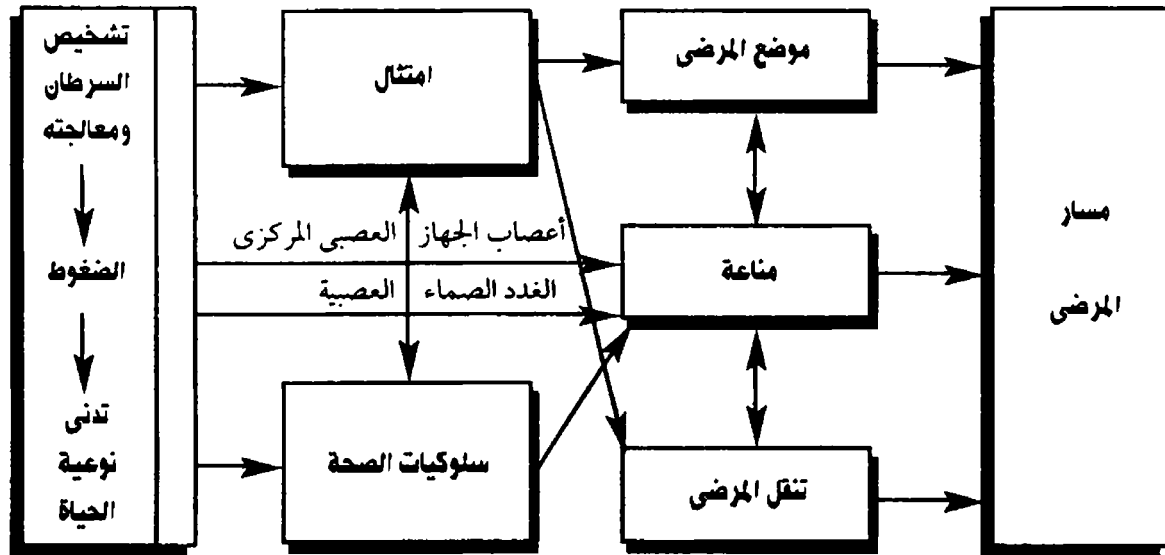 تشخيص
السرطان
ومعالجته
الضغوط
تدنى
نوعية
الحياة
امتثال
أعصاب الجهاز العصبى المركزى
الغدد الصماء العصبية
سلوكيات الصحة
موضع المرضى
مناعة
تنقل المرضى
مسار
المرضى